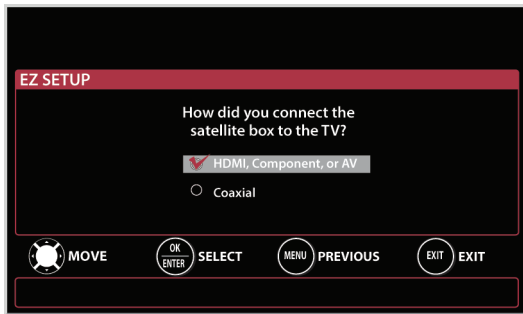 EZ SETUP
How did you connect the
satellite box to the TV?
HDMI, Component, or AV
Coaxial
MOVE OK ENTER SELECT MENU PREVIOUS EXIT EXIT